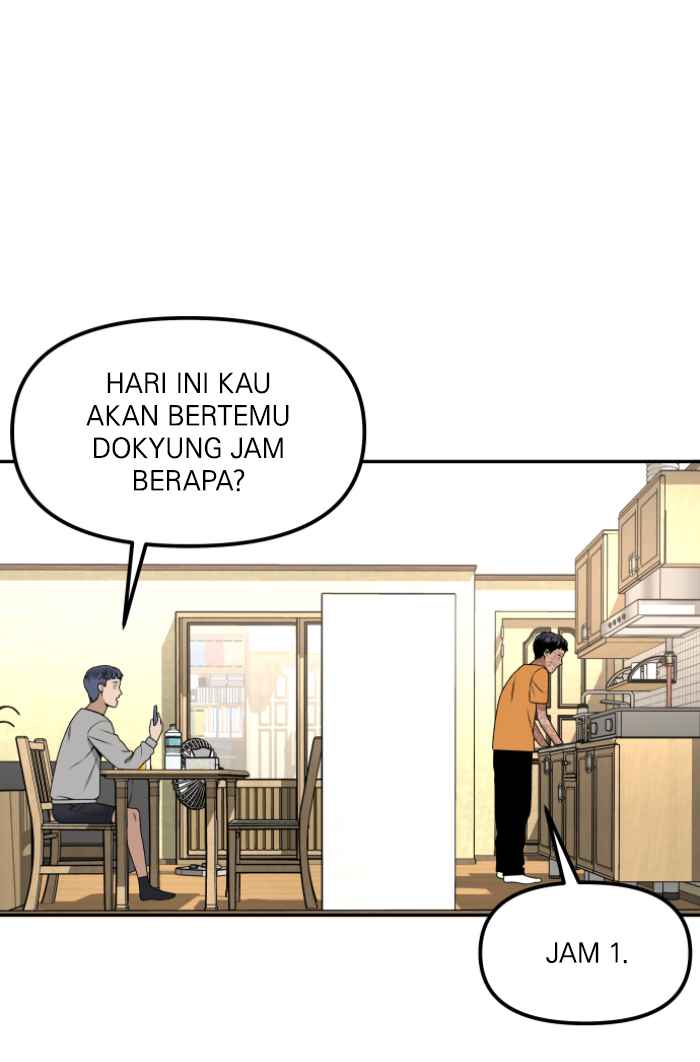 HARI INI KAU
AKAN BERTEMU
DOKYUNG JAM
BERAPA?
JAM 1.